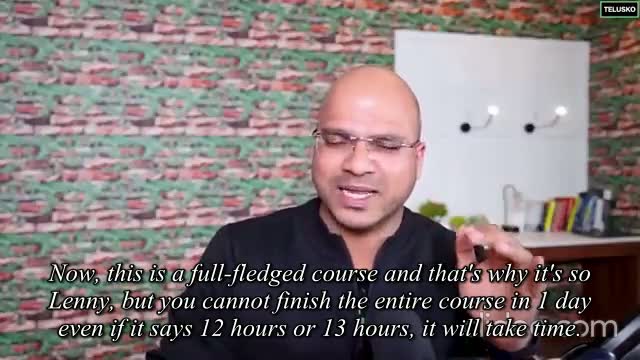 TELUSKO
Now, this is a full-fledged course and that's why it's so
Lenny, but you cannot finish the entire course in 1 day
even if it says 12 hours or 13 hours, it will take time.